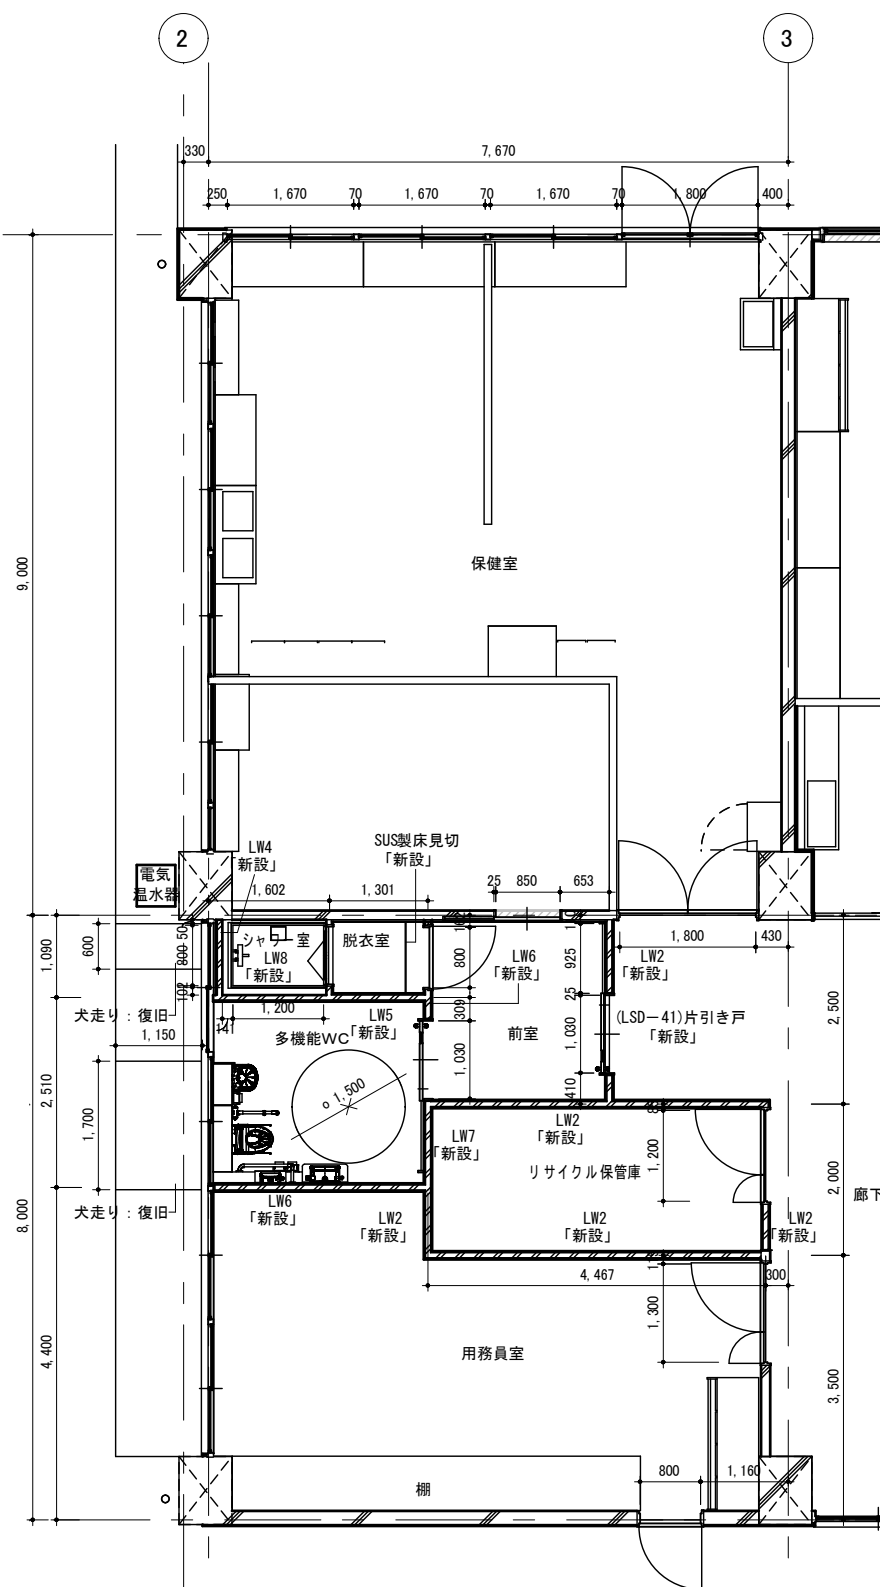 2
3
330
7,670
250
1,670
70
1,670
70
1,670
70
1,800
400
9,000
保健室
SUS製床見切
「新設」
LW4
「新設」
電気
温水器
1,602
1,301
25
850
653
1,090
600
800
50
102
シャワー室
LW8
「新設」
脱衣室
800
309
1,030
LW6
「新設」
925
25
1,030
410
1,800
430
LW2
「新設」
2,500
犬走り：復旧
1,150
141
1,200
LW5
「新設」
多機能WC
前室
(LSD－41)片引き戸
「新設」
2,510
1,700
φ1,500
LW7
「新設」
LW2
「新設」
リサイクル保管庫
1,200
2,000
廊下
犬走り：復旧
8,000
LW6
「新設」
LW2
「新設」
LW2
「新設」
LW2
「新設」
4,467
300
1,300
4,400
用務員室
3,500
800
1,160
棚